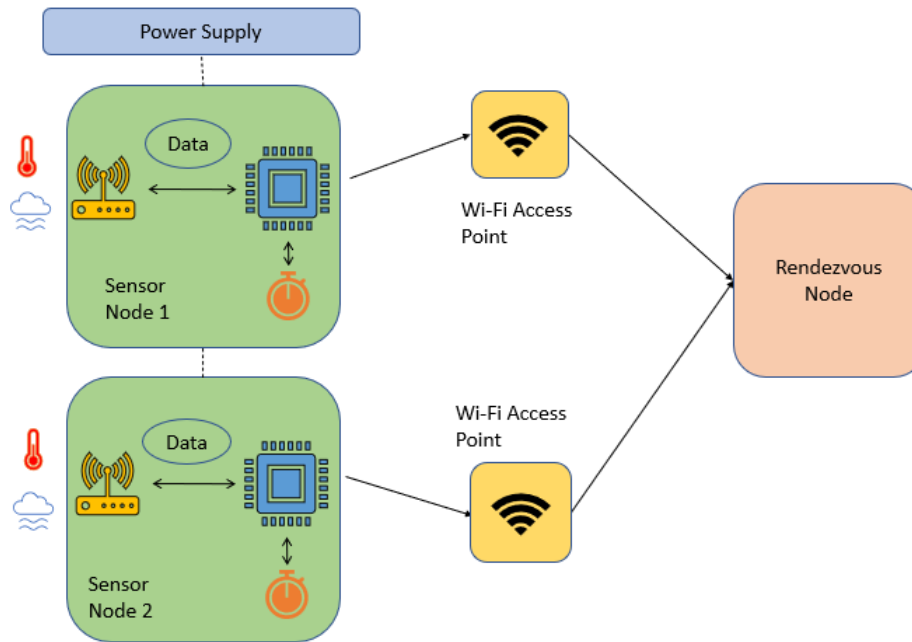 Power Supply
Data
Sensor
Node 1
Wi-Fi Access
Point
Rendezvous
Node
Data
Sensor
Node 2
Wi-Fi Access
Point